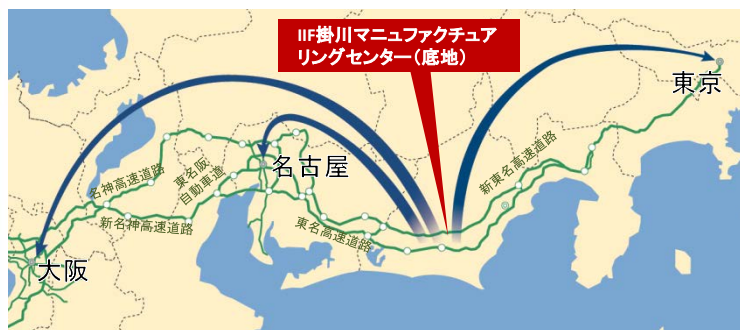 IIF掛川マニュファクチュア
リングセンター（底地）
東京
名古屋
大阪
名神高速道路
東名阪
自動車道
新名神高速道路
東名高速道路
新東名高速道路